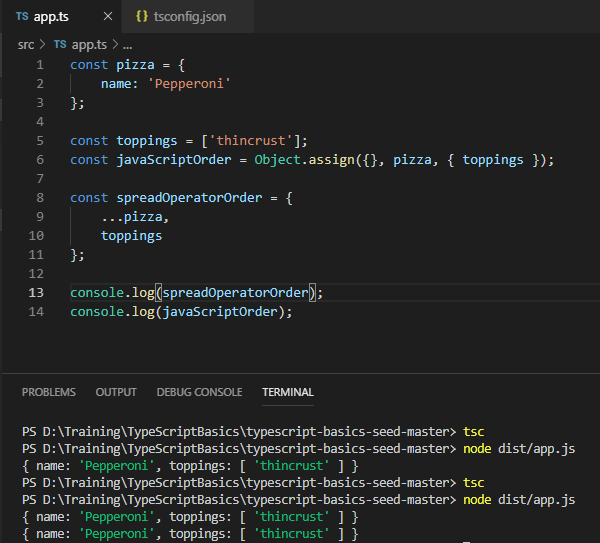 TS app.ts × {} tsconfig.json
src > TS app.ts > ...
1 const pizza = {
2 name: 'Pepperoni'
3 };
4
5 const toppings = ['thincrust'];
6 const javaScriptOrder = Object.assign({}, pizza, { toppings });
7
8 const spreadOperatorOrder = {
9 ...pizza,
10 toppings
11 };
12
13 console.log(spreadOperatorOrder);
14 console.log(javaScriptOrder);
PROBLEMS OUTPUT DEBUG CONSOLE TERMINAL
PS D:\Training\TypeScriptBasics\typescript-basics-seed-master> tsc
PS D:\Training\TypeScriptBasics\typescript-basics-seed-master> node dist/app.js
{ name: 'Pepperoni', toppings: [ 'thincrust' ] }
PS D:\Training\TypeScriptBasics\typescript-basics-seed-master> tsc
PS D:\Training\TypeScriptBasics\typescript-basics-seed-master> node dist/app.js
{ name: 'Pepperoni', toppings: [ 'thincrust' ] }
{ name: 'Pepperoni', toppings: [ 'thincrust' ] }